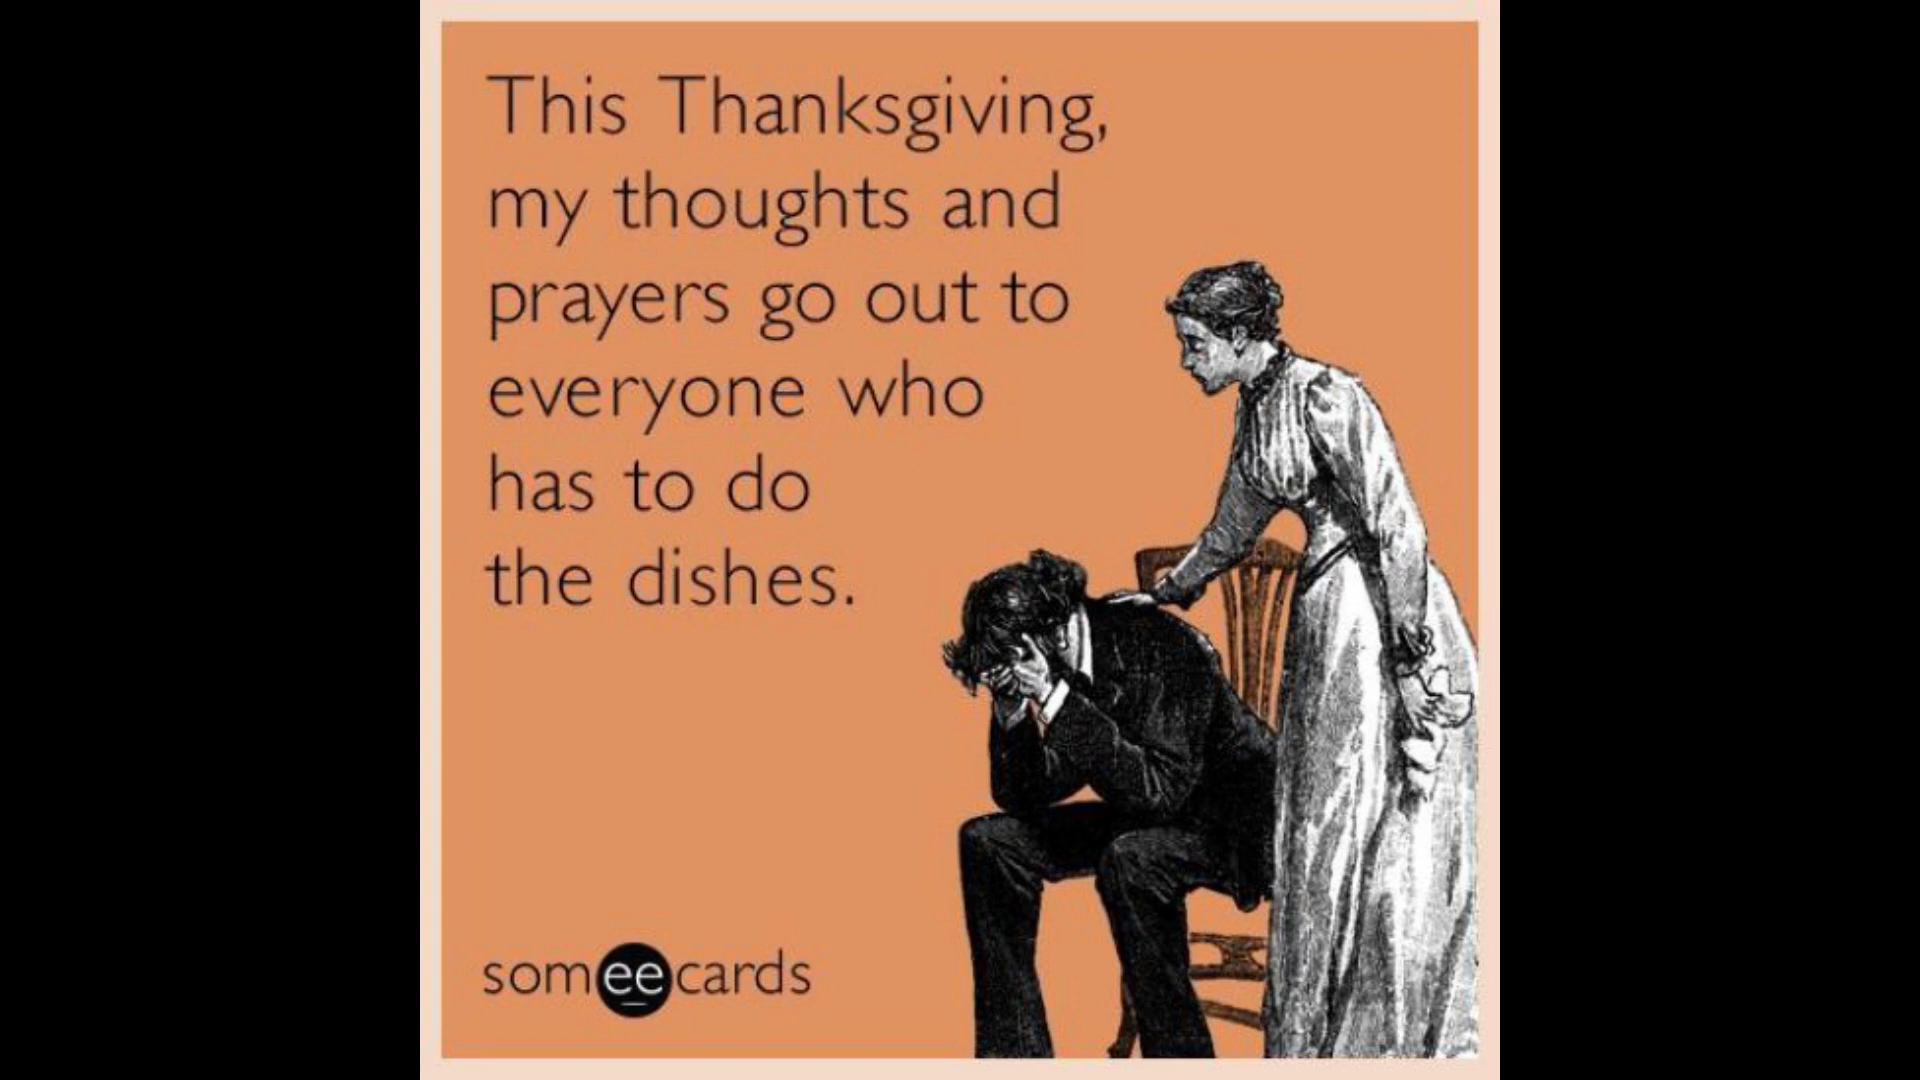 This Thanksgiving,
my thoughts and
prayers go out to
everyone who
has to do
the dishes.
someecards